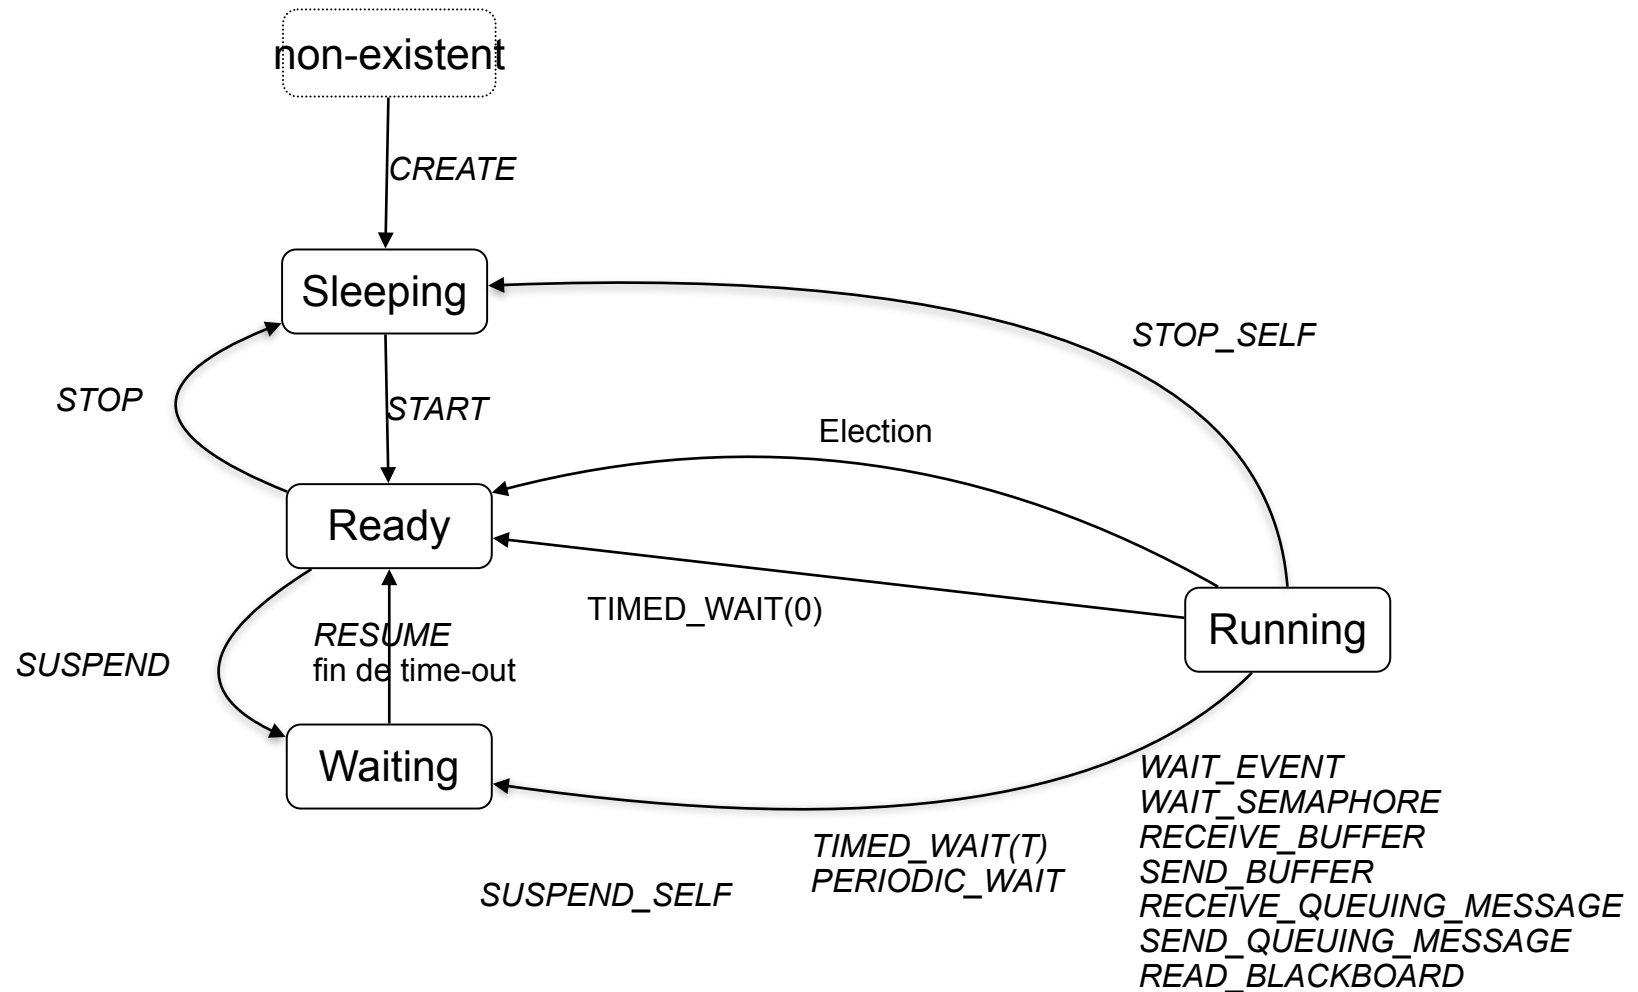 non-existent
CREATE
Sleeping
STOP_SELF
STOP
START
Election
Ready
TIMED_WAIT(0)
Running
RESUME
fin de time-out
SUSPEND
Waiting
WAIT_EVENT
WAIT_SEMAPHORE
RECEIVE_BUFFER
SEND_BUFFER
RECEIVE_QUEUING_MESSAGE
SEND_QUEUING_MESSAGE
READ_BLACKBOARD
TIMED_WAIT(T)
PERIODIC_WAIT
SUSPEND_SELF